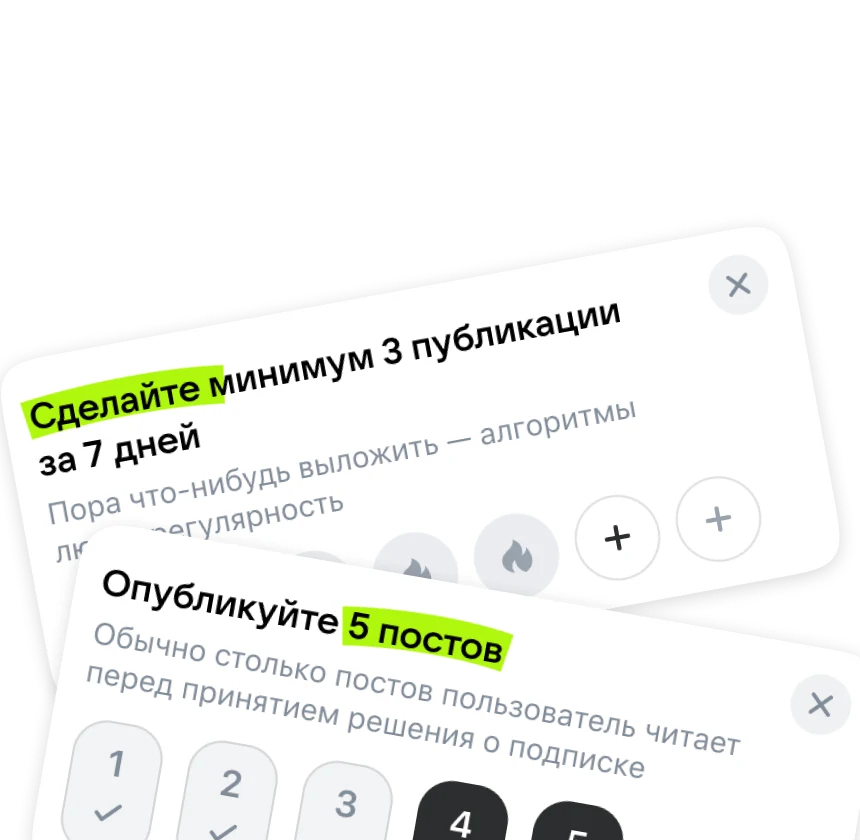 Сделайте минимум 3 публикации
за 7 дней
Пора что-нибудь выложить — алгоритмы
регулярность
Опубликуйте 5 постов
Обычно столько постов пользователь читает
перед принятием решения о подписке
1
2
3
4
5